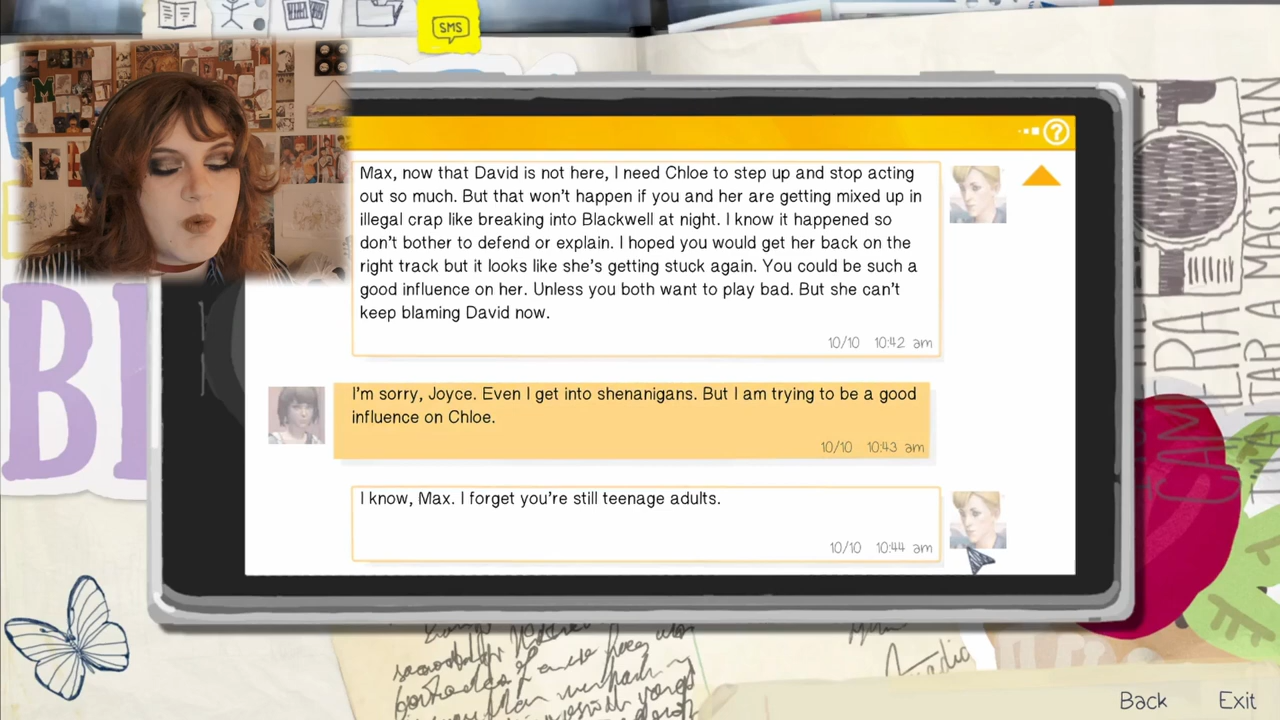 SMS
Max, now that David is not here, I need Chloe to step up and stop acting
out so much. But that won't happen if you and her are getting mixed up in
illegal crap like breaking into Blackwell at night. I know it happened so
don't bother to defend or explain. I hoped you would get her back on the
right track but it looks like she's getting stuck again. You could be such a
good influence on her. Unless you both want to play bad. But she can't
keep blaming David now.
10/10 10:42 am
I'm sorry, Joyce. Even I get into shenanigans. But I am trying to be a good
influence on Chloe.
10/10 10:43 am
I know, Max. I forget you're still teenage adults.
10/10 10:44 am
CAMERA
MAGICIAN
Back Exit